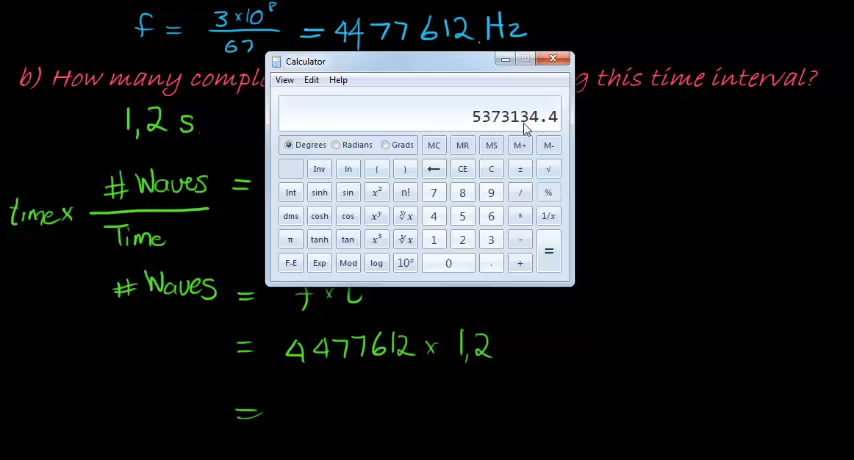 f = 3 × 10⁸ / 67 = 4477612 Hz
Calculator
b) How many compl g this time interval?
View Edit Help
5373134.4
1,2 s
Degrees Radians Grads MC MR MS M+ M-
Inv ln ( ) ← CE C ± √
# Waves =
Int sinh sin x² n! 7 8 9 / %
time ×
dms cosh cos xʸ ʸ√x 4 5 6 * 1/x
Time
π tanh tan x³ ³√x 1 2 3 - =
F-E Exp Mod log 10ˣ 0 . +
# Waves = f × t
= 4477612 × 1,2
=